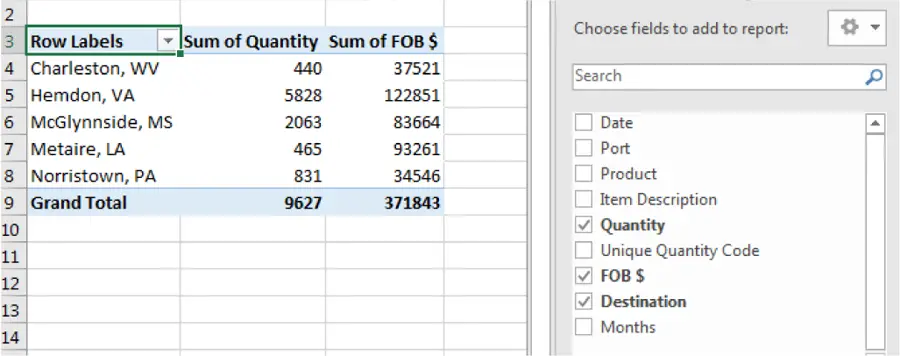 2
3 Row Labels Sum of Quantity Sum of FOB $
4 Charleston, WV 440 37521
5 Hemdon, VA 5828 122851
6 McGlynnside, MS 2063 83664
7 Metaire, LA 465 93261
8 Norristown, PA 831 34546
9 Grand Total 9627 371843
10
11
12
13
14
Choose fields to add to report:
Search
Date
Port
Product
Item Description
Quantity
Unique Quantity Code
FOB $
Destination
Months